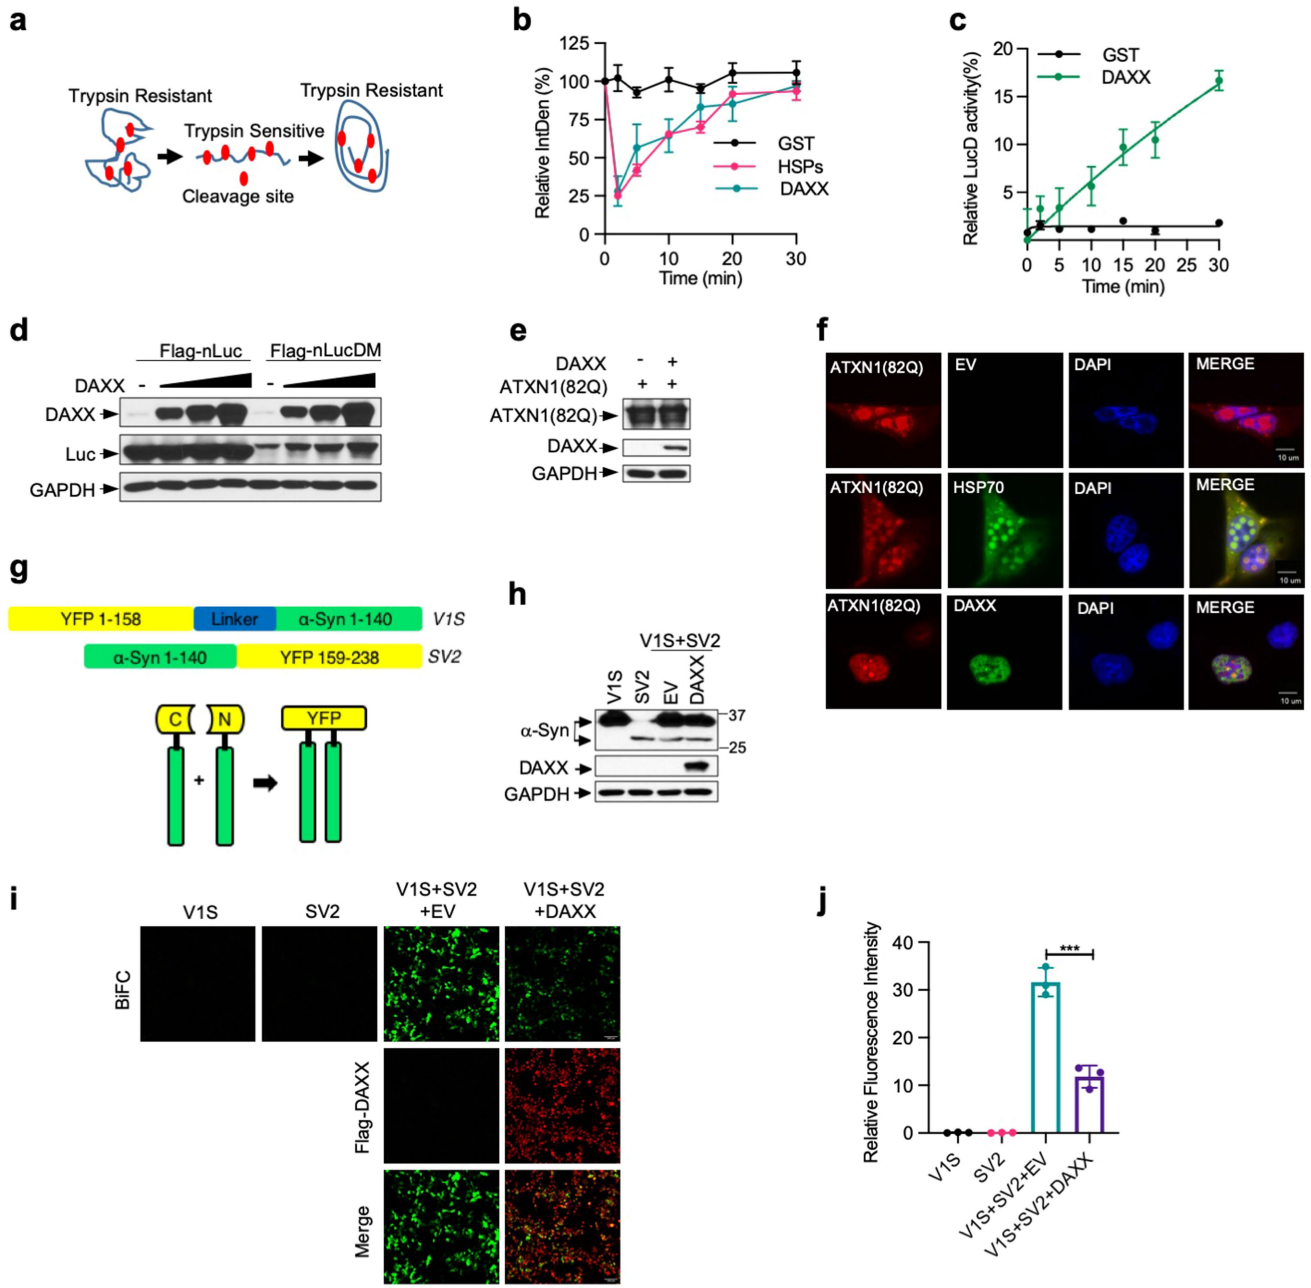 a
Trypsin Resistant
Trypsin Sensitive
Trypsin Resistant
Cleavage site
b
Relative IntDen (%)
125
100
75
50
25
0
GST
HSPs
DAXX
0 10 20 30
Time (min)
c
Relative LucD activity(%)
20
15
10
5
GST
DAXX
0 5 10 15 20 25 30
Time (min)
d
Flag-nLuc Flag-nLucDM
DAXX - -
DAXX
Luc
GAPDH
e
DAXX - +
ATXN1(82Q) + +
ATXN1(82Q)
DAXX
GAPDH
f
ATXN1(82Q) EV DAPI MERGE
10 um
ATXN1(82Q) HSP70 DAPI MERGE
10 um
ATXN1(82Q) DAXX DAPI MERGE
10 um
g
YFP 1-158 Linker α-Syn 1-140 V1S
α-Syn 1-140 YFP 159-238 SV2
C N YFP
+
h
V1S+SV2
V1S SV2 EV DAXX
α-Syn
37
25
DAXX
GAPDH
i
V1S SV2 V1S+SV2 +EV V1S+SV2 +DAXX
BiFC
Flag-DAXX
Merge
j
Relative Fluorescence Intensity
40
30
20
10
0
***
V1S SV2 V1S+SV2+EV V1S+SV2+DAXX